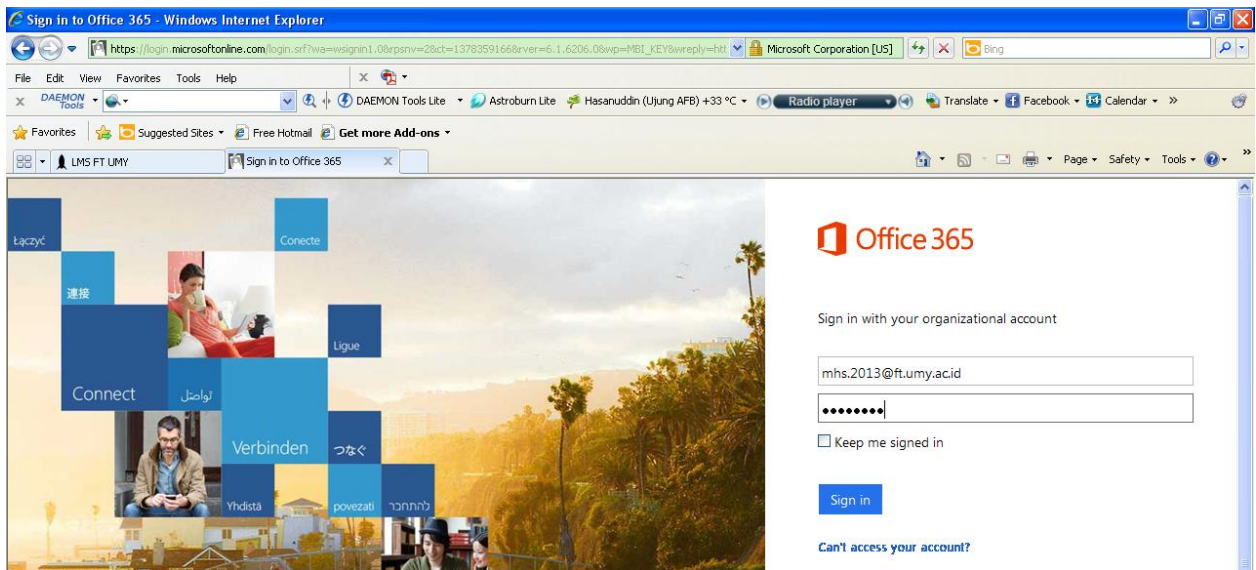 Sign in to Office 365 - Windows Internet Explorer
https://login.microsoftonline.com/login.srf?wa=wsignin1.0&rpsnv=2&ct=1378359166&rver=6.1.6206.0&wp=MBI_KEY&wreply=htt Microsoft Corporation [US] Bing
File Edit View Favorites Tools Help
DAEMON Tools DAEMON Tools Lite Astroburn Lite Hasanuddin (Ujung AFB) +33 °C Radio player Translate Facebook Calendar »
Favorites Suggested Sites Free Hotmail Get more Add-ons
LMS FT UMY Sign in to Office 365 Page Safety Tools »
Łączyć
Conecte
連接
Ligue
Connect
تواصل
Verbinden
つなぐ
Yhdistä
povezati
להתחבר
Office 365
Sign in with your organizational account
mhs.2013@ft.umy.ac.id
Keep me signed in
Sign in
Can't access your account?